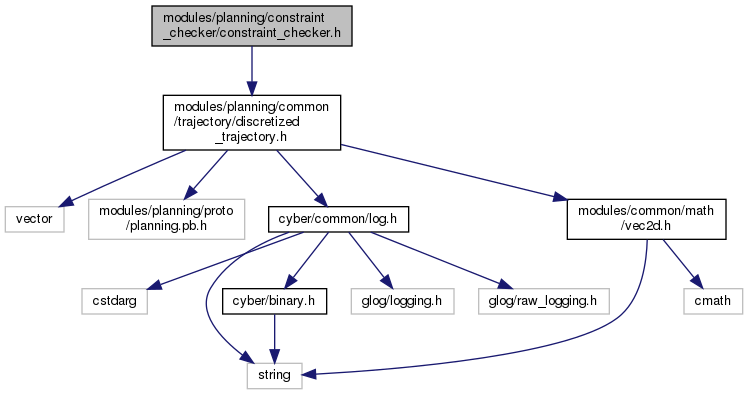 modules/planning/constraint
_checker/constraint_checker.h
modules/planning/common
/trajectory/discretized
_trajectory.h
vector
modules/planning/proto
/planning.pb.h
cyber/common/log.h
modules/common/math
/vec2d.h
cstdarg
cyber/binary.h
glog/logging.h
glog/raw_logging.h
cmath
string